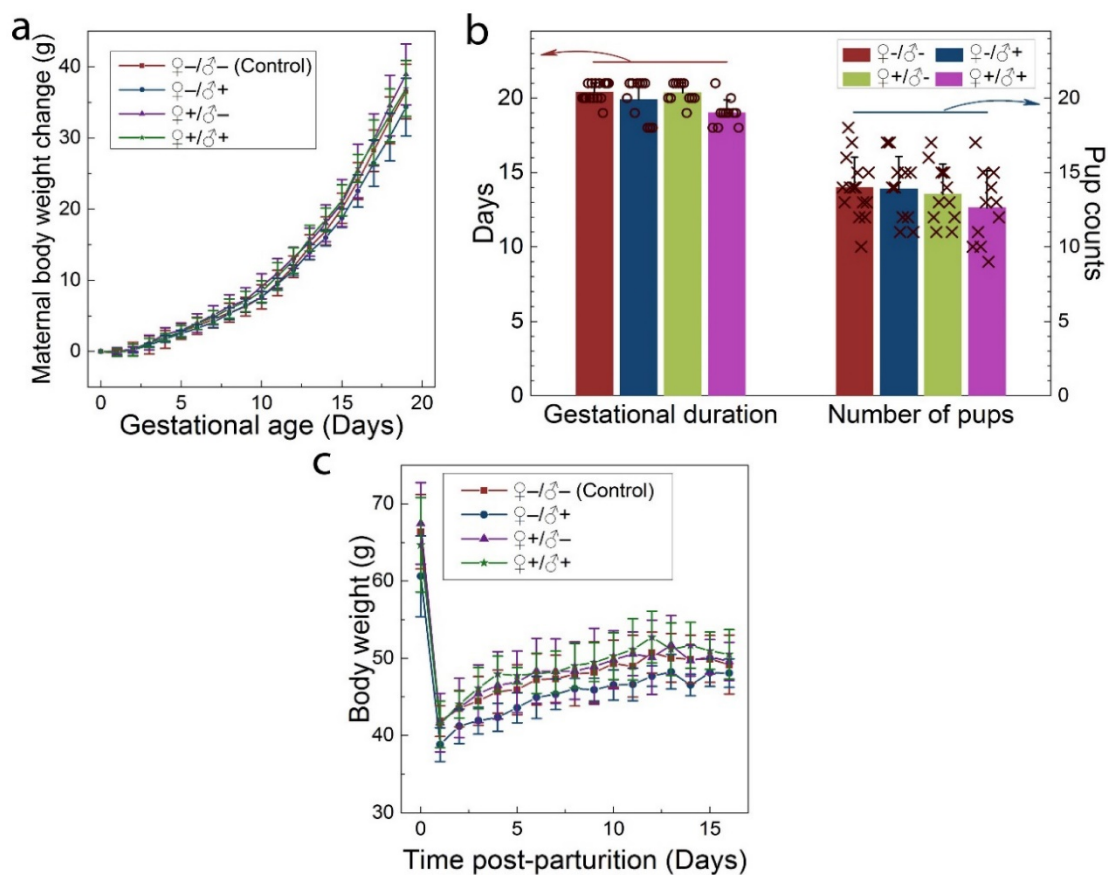 a
♀–/♂– (Control)
♀–/♂+
♀+/♂–
♀+/♂+
Maternal body weight change (g)
40
30
20
10
0
0 5 10 15 20
Gestational age (Days)
b
♀-/♂- ♀-/♂+
♀+/♂- ♀+/♂+
Days
20
15
10
5
0
Gestational duration Number of pups
20
15
10
5
0
Pup counts
c
♀–/♂– (Control)
♀–/♂+
♀+/♂–
♀+/♂+
Body weight (g)
70
60
50
40
30
0 5 10 15
Time post-parturition (Days)